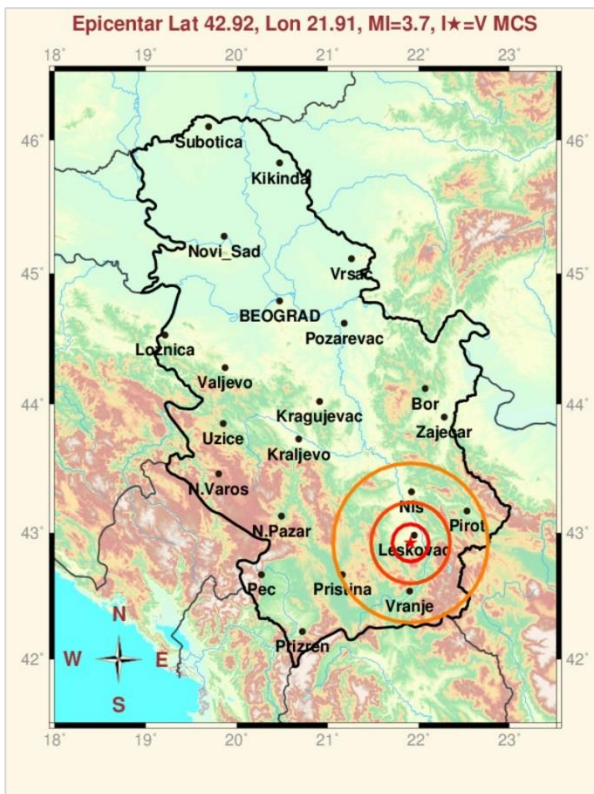 Epicentar Lat 42.92, Lon 21.91, Ml=3.7, I★=V MCS
18° 19° 20° 21° 22° 23°
46° 46°
Subotica
Kikinda
Novi_Sad
45° 45°
Vrsac
BEOGRAD
Pozarevac
Loznica
Valjevo
44° 44°
Bor
Kragujevac
Zajecar
Uzice
Kraljevo
N.Varos
Nis
43° 43°
N.Pazar
Pirot
Leskovac
Pec
Pristina
Vranje
N
Prizren
W E
42° 42°
S
18° 19° 20° 21° 22° 23°